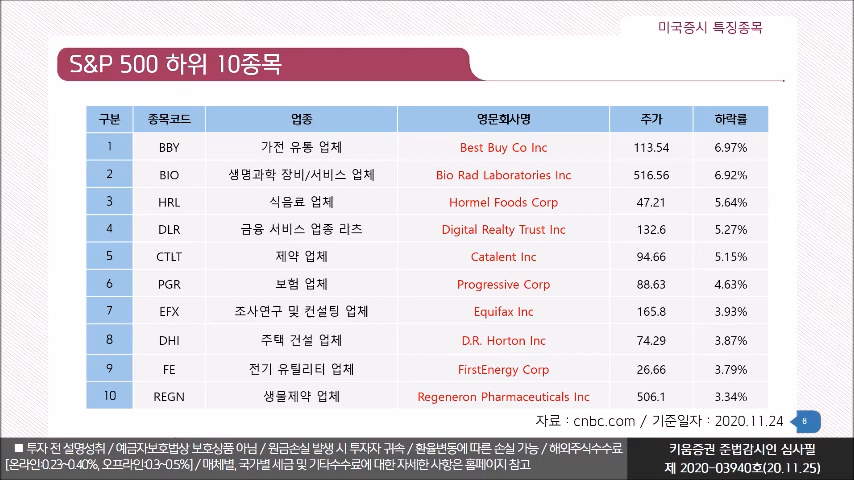 미국증시 특징종목
S&P 500 하위 10종목
구분 종목코드 업종 영문회사명 주가 하락률
1 BBY 가전 유통 업체 Best Buy Co Inc 113.54 6.97%
2 BIO 생명과학 장비/서비스 업체 Bio Rad Laboratories Inc 516.56 6.92%
3 HRL 식음료 업체 Hormel Foods Corp 47.21 5.64%
4 DLR 금융 서비스 업종 리츠 Digital Realty Trust Inc 132.6 5.27%
5 CTLT 제약 업체 Catalent Inc 94.66 5.15%
6 PGR 보험 업체 Progressive Corp 88.63 4.63%
7 EFX 조사연구 및 컨설팅 업체 Equifax Inc 165.8 3.93%
8 DHI 주택 건설 업체 D.R. Horton Inc 74.29 3.87%
9 FE 전기 유틸리티 업체 FirstEnergy Corp 26.66 3.79%
10 REGN 생물제약 업체 Regeneron Pharmaceuticals Inc 506.1 3.34%
자료 : cnbc.com / 기준일자 : 2020.11.24 8
■ 투자 전 설명성취 / 예금자보호법상 보호상품 아님 / 원금손실 발생 시 투자자 귀속 / 환율변동에 따른 손실 가능 / 해외주식수수료
[온라인:0.23~0.40%, 오프라인:0.3~0.5%] / 매체별, 국가별 세금 및 기타수수료에 대한 자세한 사항은 홈페이지 참고
키움증권 준법감시인 심사필
제 2020-03940호(20.11.25)